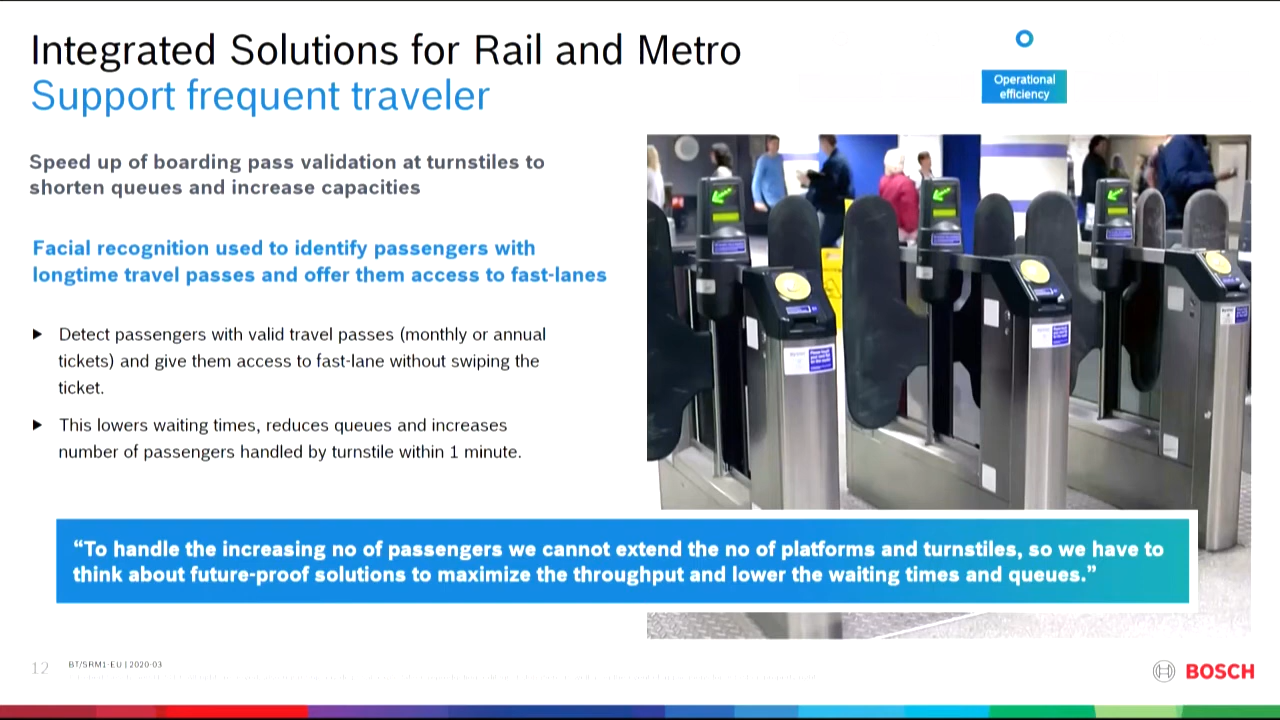 Integrated Solutions for Rail and Metro
Support frequent traveler
Operational
efficiency
Speed up of boarding pass validation at turnstiles to
shorten queues and increase capacities
Facial recognition used to identify passengers with
longtime travel passes and offer them access to fast-lanes
Detect passengers with valid travel passes (monthly or annual
tickets) and give them access to fast-lane without swiping the
ticket.
This lowers waiting times, reduces queues and increases
number of passengers handled by turnstile within 1 minute.
“To handle the increasing no of passengers we cannot extend the no of platforms and turnstiles, so we have to
think about future-proof solutions to maximize the throughput and lower the waiting times and queues.”
12 BT/SRM1-EU | 2020-03
BOSCH